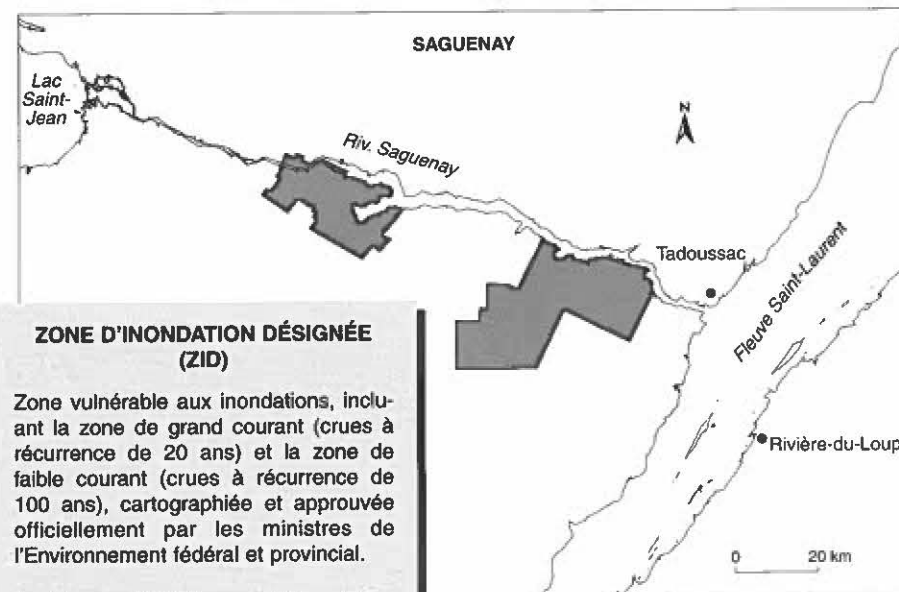 SAGUENAY
Lac
Saint-
Jean
Riv. Saguenay
N
Tadoussac
Fleuve Saint-Laurent
Rivière-du-Loup
0 20 km
ZONE D'INONDATION DÉSIGNÉE
(ZID)
Zone vulnérable aux inondations, inclu-
ant la zone de grand courant (crues à
récurrence de 20 ans) et la zone de
faible courant (crues à récurrence de
100 ans), cartographiée et approuvée
officiellement par les ministres de
l'Environnement fédéral et provincial.